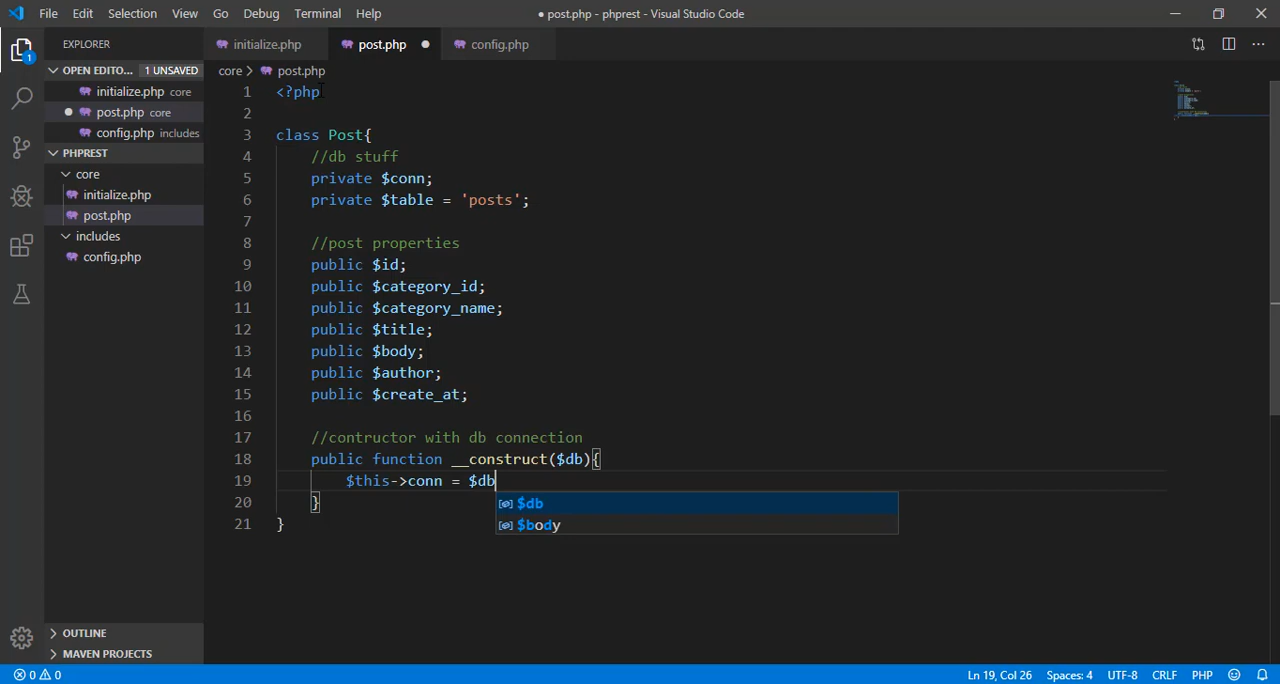 File Edit Selection View Go Debug Terminal Help ● post.php - phprest - Visual Studio Code
EXPLORER initialize.php post.php config.php
OPEN EDITO... 1 UNSAVED core > post.php
initialize.php core
post.php core
config.php includes
PHPREST
core
initialize.php
post.php
includes
config.php
1 <?php
2
3 class Post{
4 //db stuff
5 private $conn;
6 private $table = 'posts';
7
8 //post properties
9 public $id;
10 public $category_id;
11 public $category_name;
12 public $title;
13 public $body;
14 public $author;
15 public $create_at;
16
17 //contructor with db connection
18 public function __construct($db){
19 $this->conn = $db
20 }
21 }
$db
$body
1
OUTLINE
MAVEN PROJECTS
0 0 Ln 19, Col 26 Spaces: 4 UTF-8 CRLF PHP